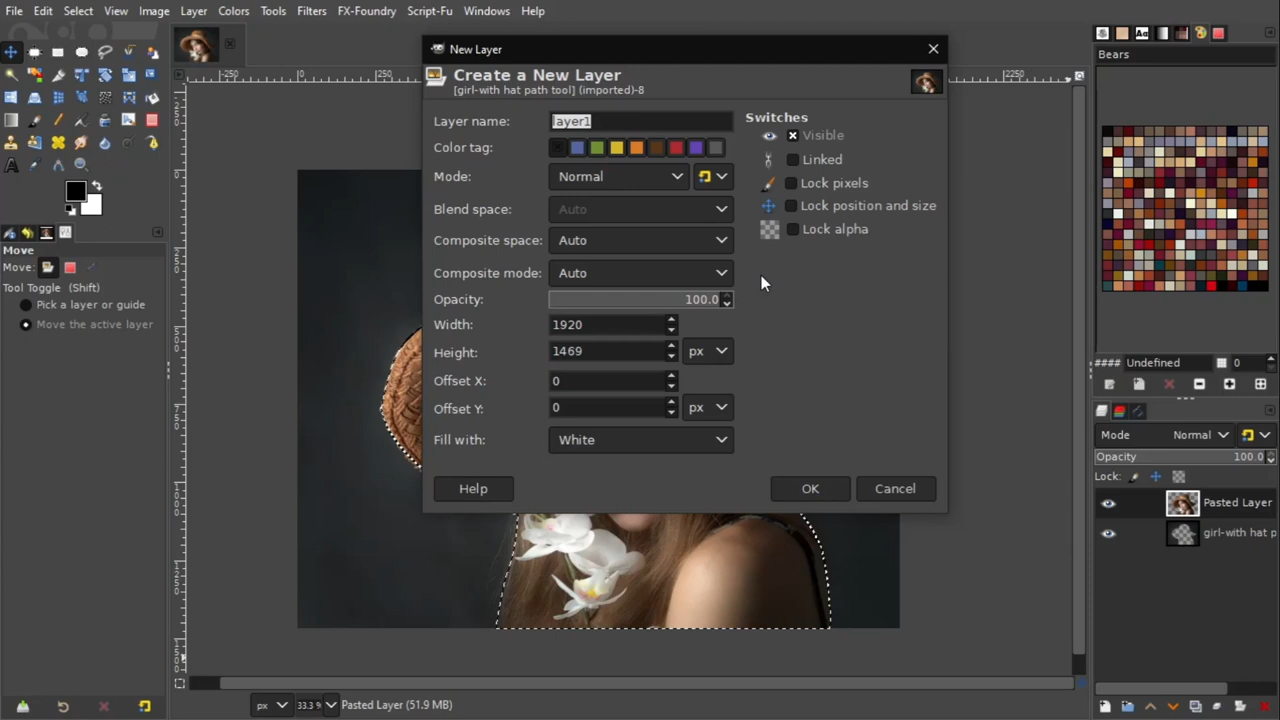 File Edit Select View Image Layer Colors Tools Filters FX-Foundry Script-Fu Windows Help
New Layer
Create a New Layer
[girl-with hat path tool] (imported)-8
Layer name: layer1
Color tag:
Mode: Normal
Blend space: Auto
Composite space: Auto
Composite mode: Auto
Opacity: 100.0
Width: 1920
Height: 1469 px
Offset X: 0
Offset Y: 0 px
Fill with: White
Switches
Visible
Linked
Lock pixels
Lock position and size
Lock alpha
Help OK Cancel
-250 0 250 2250
Move
Move:
Tool Toggle (Shift)
Pick a layer or guide
Move the active layer
Bears
#### Undefined 0
Mode Normal
Opacity 100.0
Lock:
Pasted Layer
girl-with hat p
px 33.3 % Pasted Layer (51.9 MB)